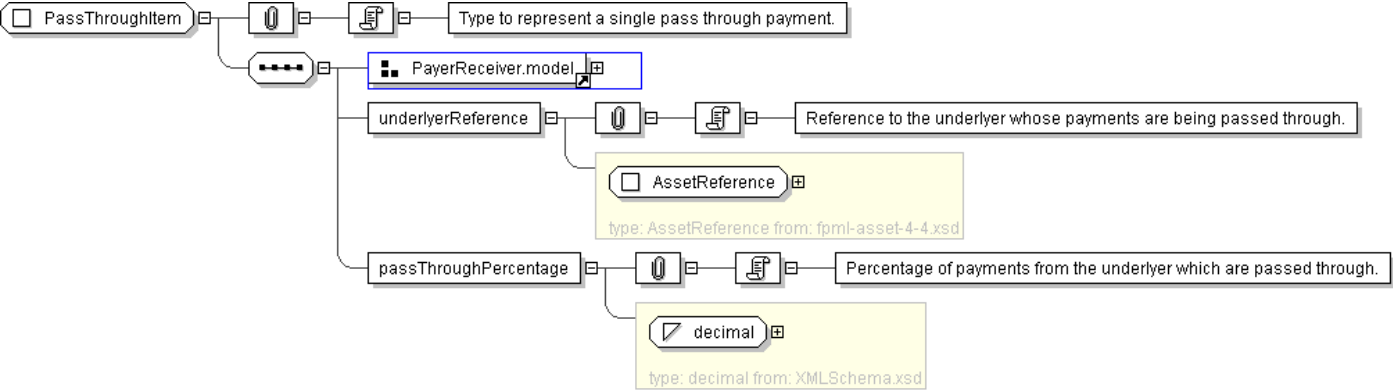 PassThroughItem
Type to represent a single pass through payment.
PayerReceiver.model
underlyerReference
Reference to the underlyer whose payments are being passed through.
AssetReference
type: AssetReference from: fpml-asset-4-4.xsd
passThroughPercentage
Percentage of payments from the underlyer which are passed through.
decimal
type: decimal from: XMLSchema.xsd